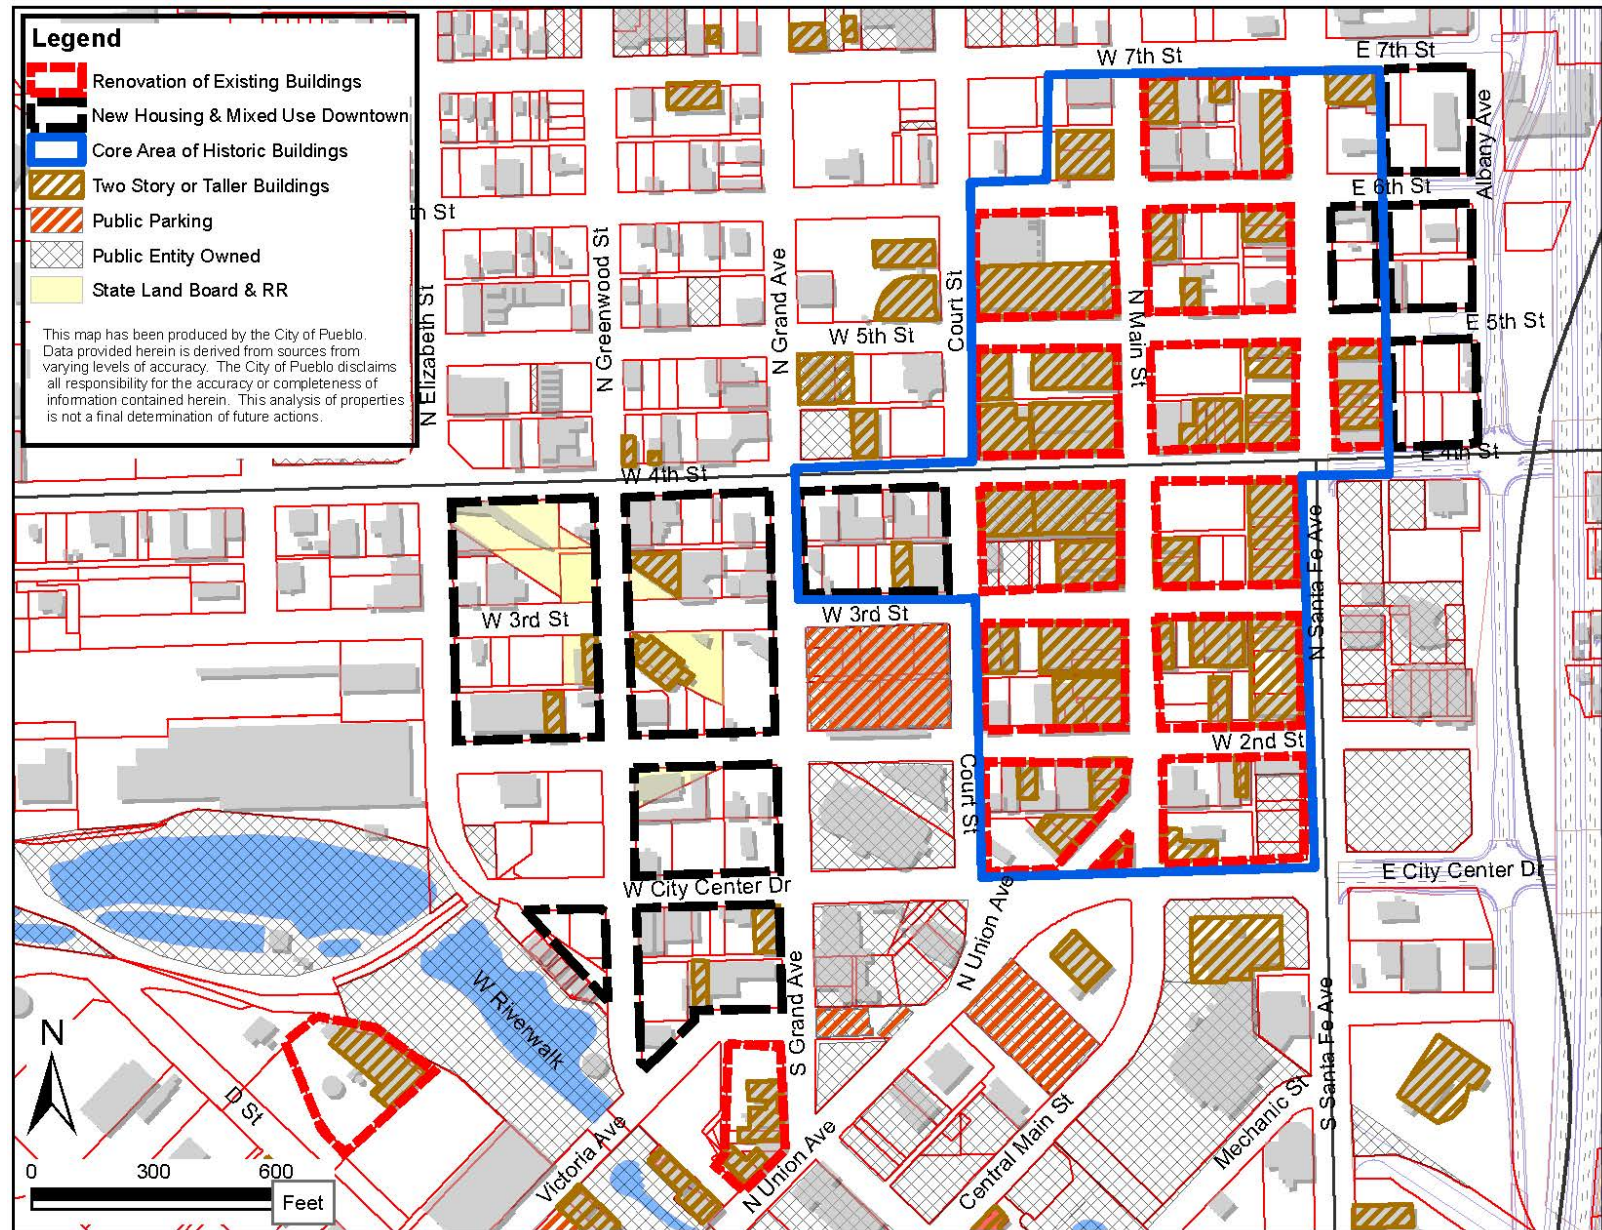 Legend
Renovation of Existing Buildings
New Housing & Mixed Use Downtown
Core Area of Historic Buildings
Two Story or Taller Buildings
Public Parking
Public Entity Owned
State Land Board & RR
This map has been produced by the City of Pueblo.
Data provided herein is derived from sources from
varying levels of accuracy. The City of Pueblo disclaims
all responsibility for the accuracy or completeness of
information contained herein. This analysis of properties
is not a final determination of future actions.
W 7th St
E 7th St
Albany Ave
E 6th St
th St
N Elizabeth St
N Greenwood St
N Grand Ave
Court St
N Main St
W 5th St
E 5th St
W 4th St
E 4th St
N Santa Fe Ave
W 3rd St
W 3rd St
W 2nd St
Court St
W City Center Dr
E City Center Dr
N Union Ave
S Grand Ave
W Riverwalk
S Santa Fe Ave
D St
Victoria Ave
N Union Ave
Central Main St
Mechanic St
N
0 300 600
Feet